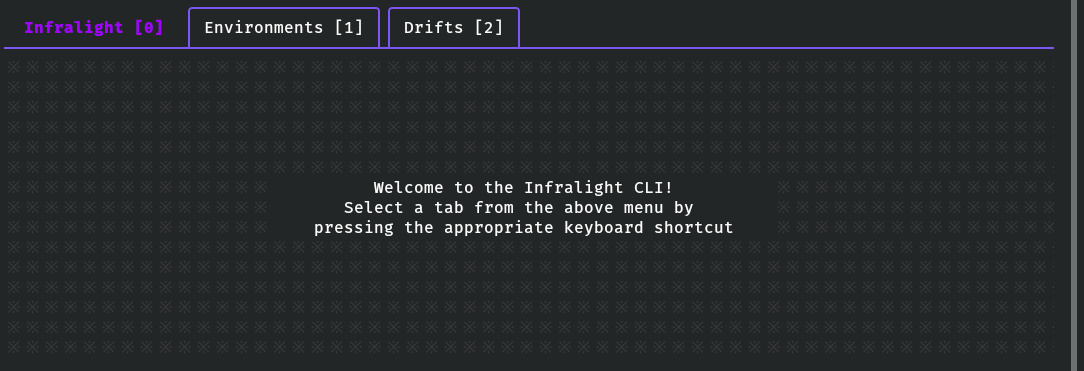 Infralight [0] Environments [1] Drifts [2]
Welcome to the Infralight CLI!
Select a tab from the above menu by
pressing the appropriate keyboard shortcut